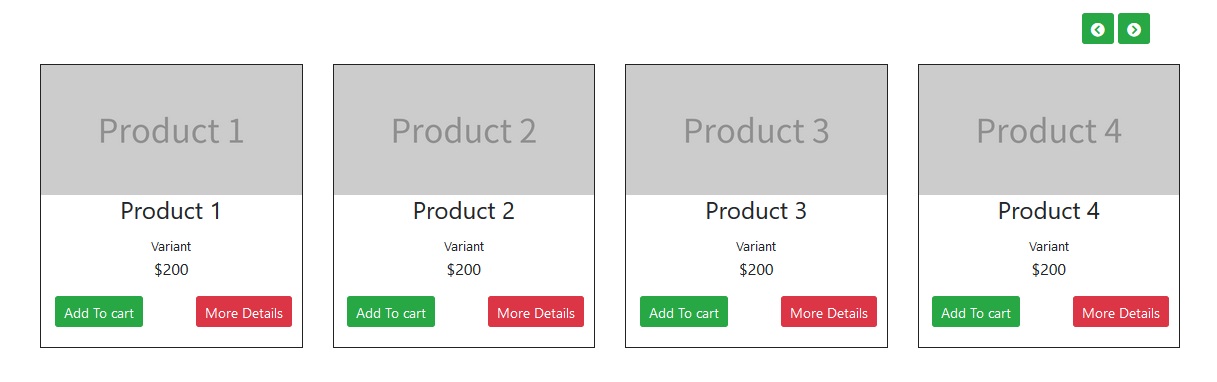 Product 1
Product 2
Product 3
Product 4
Product 1
Product 2
Product 3
Product 4
Variant
Variant
Variant
Variant
$200
$200
$200
$200
Add To cart
More Details
Add To cart
More Details
Add To cart
More Details
Add To cart
More Details